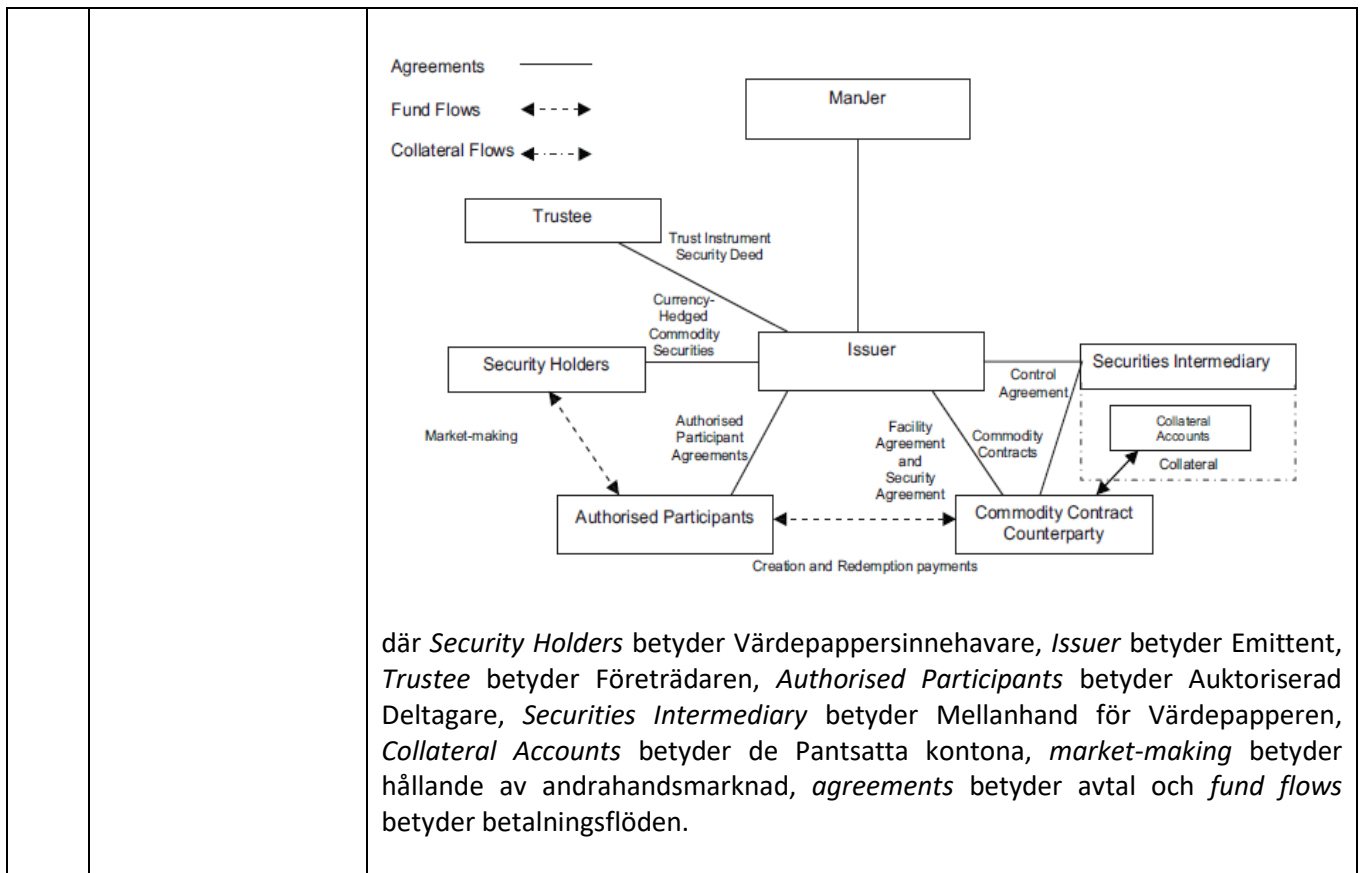 Agreements
Fund Flows
Collateral Flows
ManJer
Trustee
Trust Instrument
Security Deed
Currency-
Hedged
Commodity
Securities
Security Holders
Issuer
Securities Intermediary
Control
Agreement
Collateral
Accounts
Collateral
Market-making
Authorised
Participant
Agreements
Facility
Agreement
and
Security
Agreement
Commodity
Contracts
Authorised Participants
Commodity Contract
Counterparty
Creation and Redemption payments
där Security Holders betyder Värdepappersinnehavare, Issuer betyder Emittent,
Trustee betyder Företrädaren, Authorised Participants betyder Auktoriserad
Deltagare, Securities Intermediary betyder Mellanhand för Värdepapperen,
Collateral Accounts betyder de Pantsatta kontona, market-making betyder
hållande av andrahandsmarknad, agreements betyder avtal och fund flows
betyder betalningsflöden.